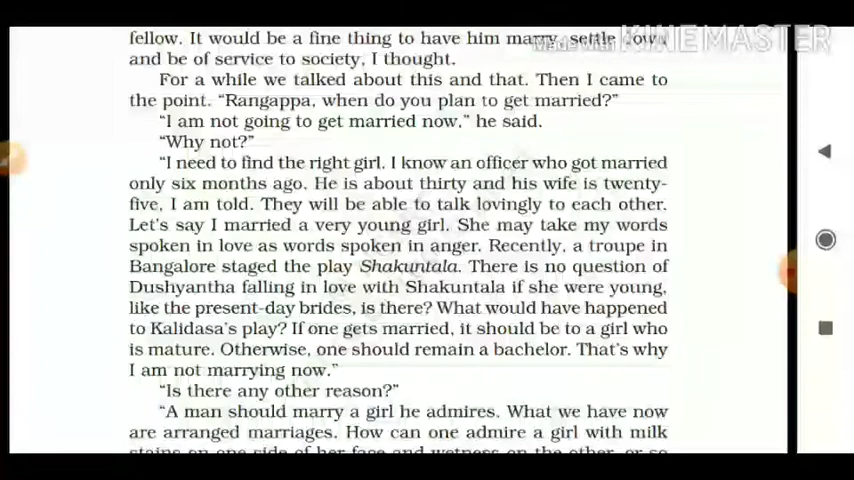 fellow. It would be a fine thing to have him marry, settle down
Made with KINEMASTER
and be of service to society, I thought.
For a while we talked about this and that. Then I came to
the point. “Rangappa, when do you plan to get married?”
“I am not going to get married now,” he said.
“Why not?”
“I need to find the right girl. I know an officer who got married
only six months ago. He is about thirty and his wife is twenty-
five, I am told. They will be able to talk lovingly to each other.
Let’s say I married a very young girl. She may take my words
spoken in love as words spoken in anger. Recently, a troupe in
Bangalore staged the play Shakuntala. There is no question of
Dushyantha falling in love with Shakuntala if she were young,
like the present-day brides, is there? What would have happened
to Kalidasa’s play? If one gets married, it should be to a girl who
is mature. Otherwise, one should remain a bachelor. That’s why
I am not marrying now.”
“Is there any other reason?”
“A man should marry a girl he admires. What we have now
are arranged marriages. How can one admire a girl with milk
stains on one side of her face and wetness on the other, or so